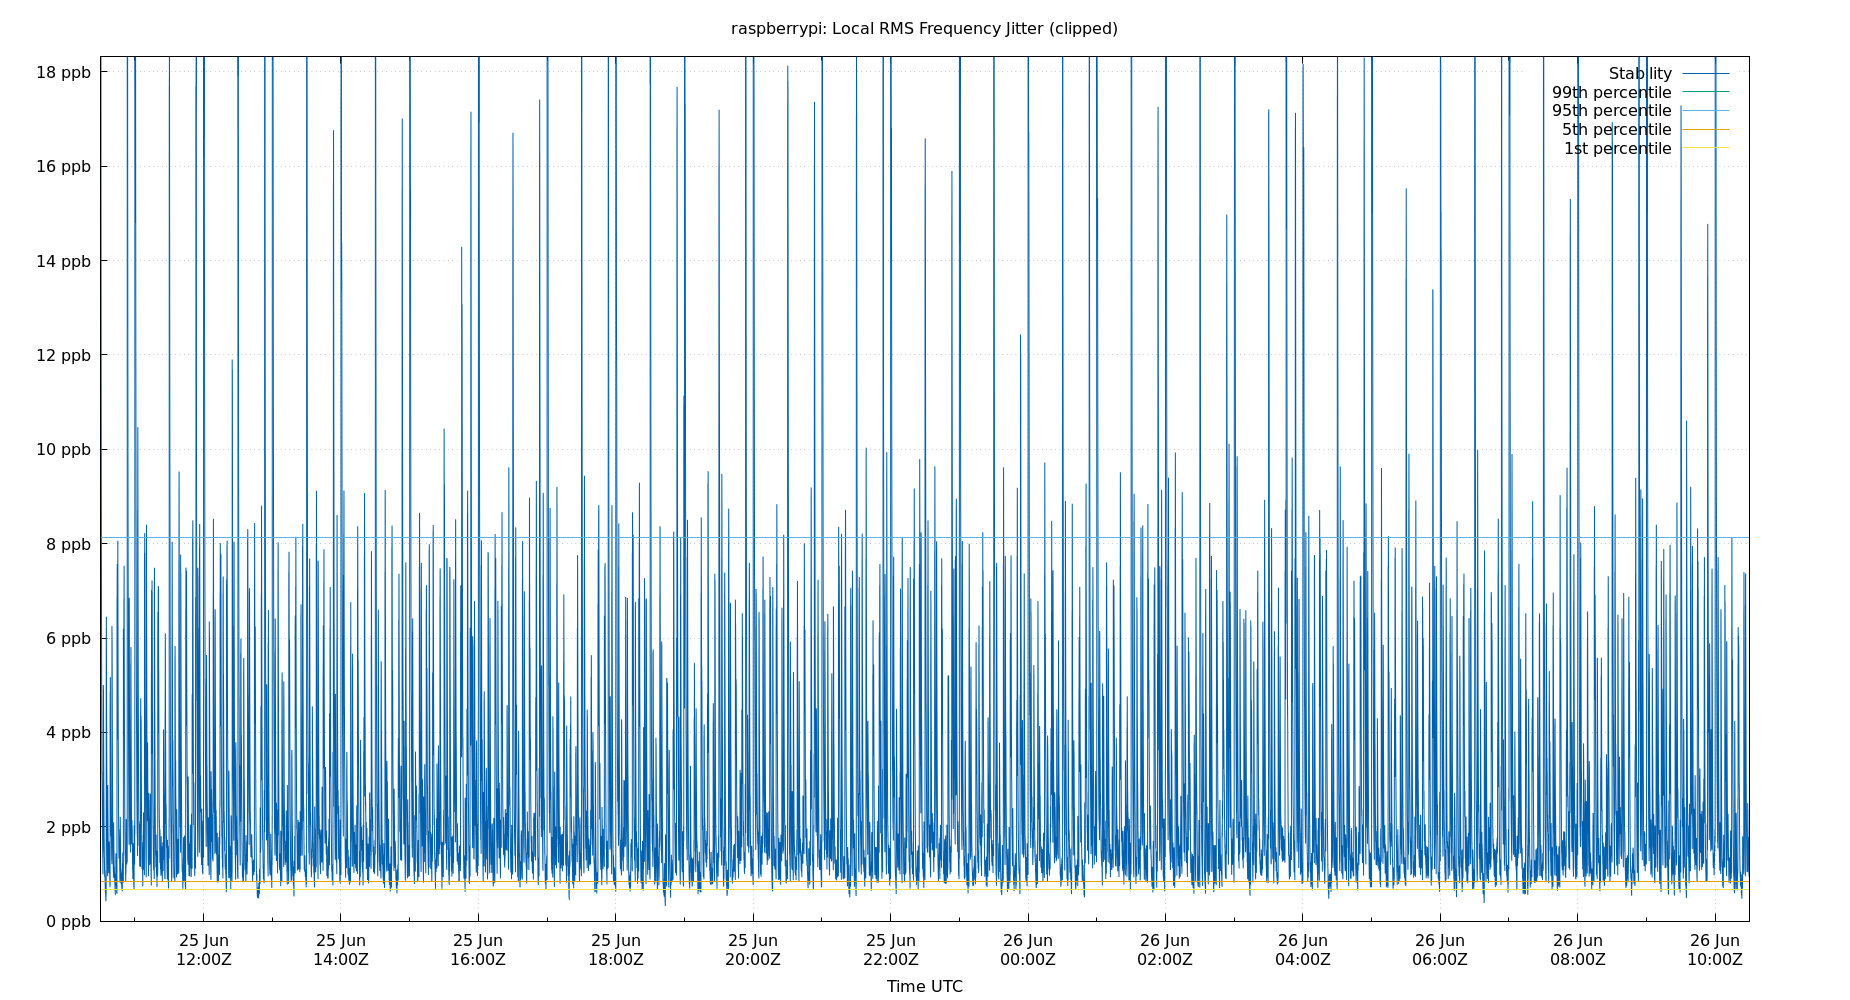 raspberrypi: Local RMS Frequency Jitter (clipped)
18 ppb
16 ppb
14 ppb
12 ppb
10 ppb
8 ppb
6 ppb
4 ppb
2 ppb
0 ppb
Stability
99th percentile
95th percentile
5th percentile
1st percentile
25 Jun
12:00Z
25 Jun
14:00Z
25 Jun
16:00Z
25 Jun
18:00Z
25 Jun
20:00Z
25 Jun
22:00Z
26 Jun
00:00Z
26 Jun
02:00Z
26 Jun
04:00Z
26 Jun
06:00Z
26 Jun
08:00Z
26 Jun
10:00Z
Time UTC